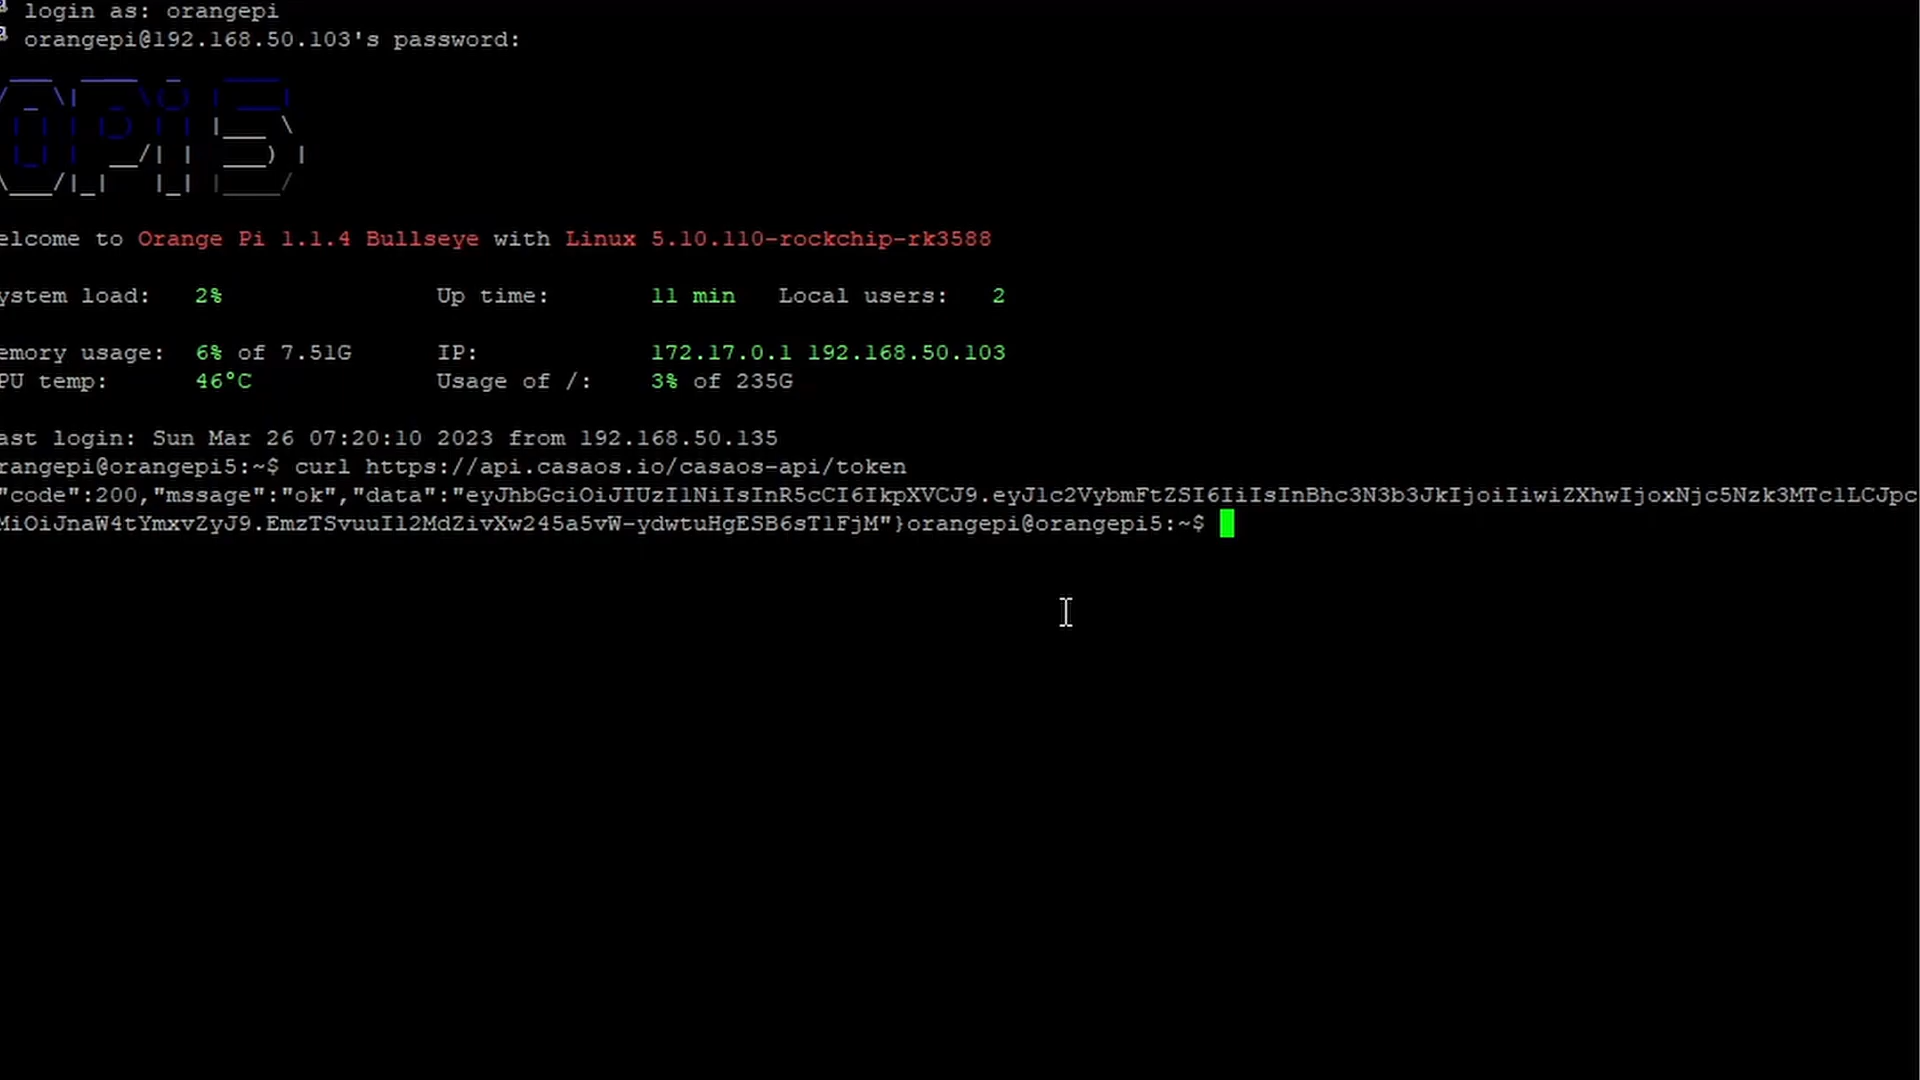 login as: orangepi
orangepi@192.168.50.103's password:
OPi 5
elcome to Orange Pi 1.1.4 Bullseye with Linux 5.10.110-rockchip-rk3588
ystem load: 2% Up time: 11 min Local users: 2
emory usage: 6% of 7.51G IP: 172.17.0.1 192.168.50.103
PU temp: 46°C Usage of /: 3% of 235G
ast login: Sun Mar 26 07:20:10 2023 from 192.168.50.135
rangepi@orangepi5:~$ curl https://api.casaos.io/casaos-api/token
"code":200,"mssage":"ok","data":"eyJhbGciOiJIUzI1NiIsInR5cCI6IkpXVCJ9.eyJ1c2VybmFtZSI6IiIsInBhc3N3b3JkIjoiIiwiZXhwIjoxNjc5Nzk3MTc1LCJpc
MiOiJnaW4tYmxvZyJ9.EmzTSvuuIl2MdZivXw245a5vW-ydwtuHgESB6sT1FjM"}orangepi@orangepi5:~$